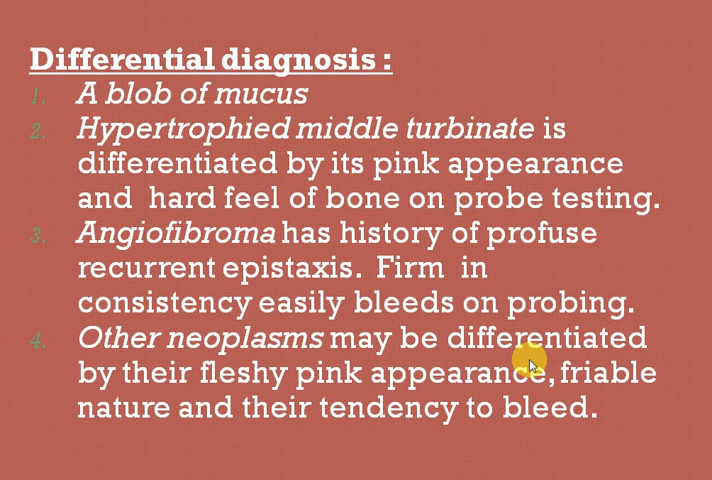 Differential diagnosis :
1. A blob of mucus
2. Hypertrophied middle turbinate is
differentiated by its pink appearance
and hard feel of bone on probe testing.
3. Angiofibroma has history of profuse
recurrent epistaxis. Firm in
consistency easily bleeds on probing.
4. Other neoplasms may be differentiated
by their fleshy pink appearance, friable
nature and their tendency to bleed.